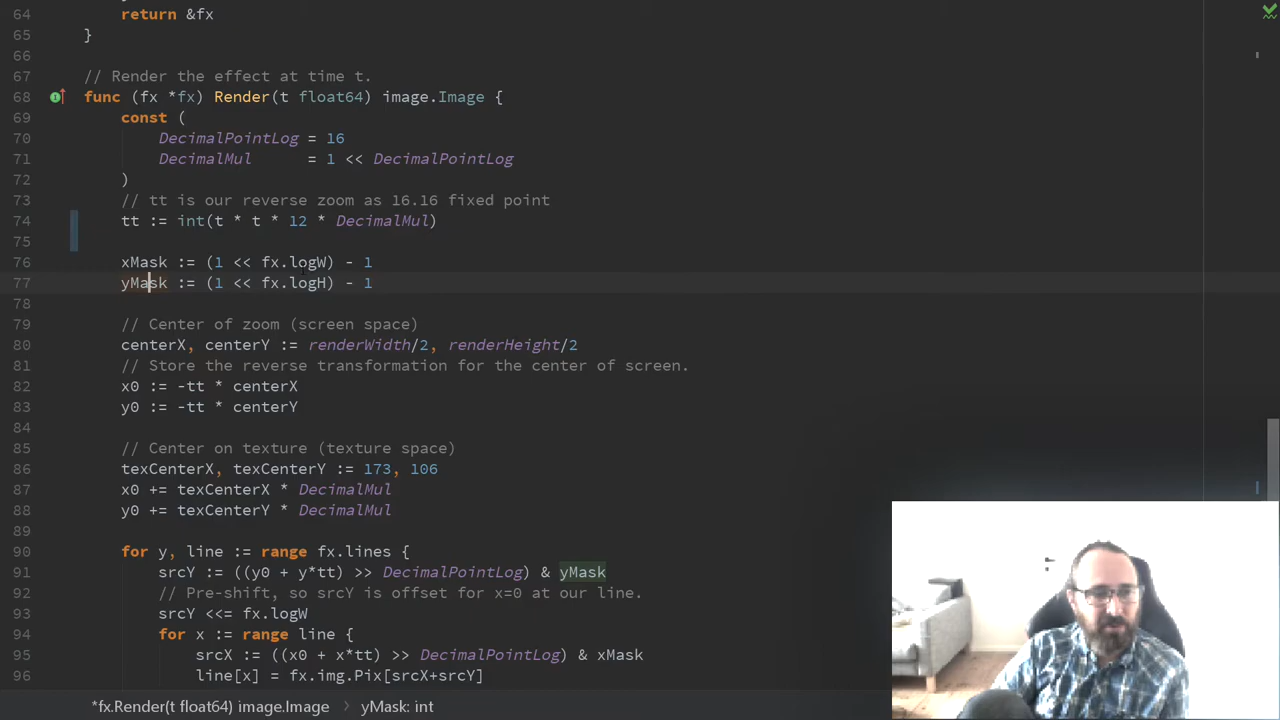 64 return &fx
65 }
66
67 // Render the effect at time t.
68 func (fx *fx) Render(t float64) image.Image {
69 const (
70 DecimalPointLog = 16
71 DecimalMul = 1 << DecimalPointLog
72 )
73 // tt is our reverse zoom as 16.16 fixed point
74 tt := int(t * t * 12 * DecimalMul)
75
76 xMask := (1 << fx.logW) - 1
77 yMask := (1 << fx.logH) - 1
78
79 // Center of zoom (screen space)
80 centerX, centerY := renderWidth/2, renderHeight/2
81 // Store the reverse transformation for the center of screen.
82 x0 := -tt * centerX
83 y0 := -tt * centerY
84
85 // Center on texture (texture space)
86 texCenterX, texCenterY := 173, 106
87 x0 += texCenterX * DecimalMul
88 y0 += texCenterY * DecimalMul
89
90 for y, line := range fx.lines {
91 srcY := ((y0 + y*tt) >> DecimalPointLog) & yMask
92 // Pre-shift, so srcY is offset for x=0 at our line.
93 srcY <<= fx.logW
94 for x := range line {
95 srcX := ((x0 + x*tt) >> DecimalPointLog) & xMask
96 line[x] = fx.img.Pix[srcX+srcY]
*fx.Render(t float64) image.Image > yMask: int